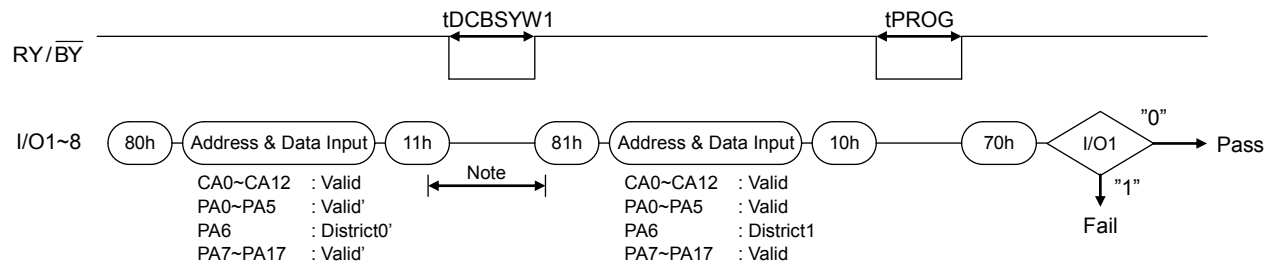 tDCBSYW1 tPROG
RY/BY
I/O1~8 80h Address & Data Input 11h 81h Address & Data Input 10h 70h I/O1 ”0” Pass
Note ”1”
Fail
CA0~CA12 : Valid
PA0~PA5 : Valid’
PA6 : District0’
PA7~PA17 : Valid’
CA0~CA12 : Valid
PA0~PA5 : Valid
PA6 : District1
PA7~PA17 : Valid